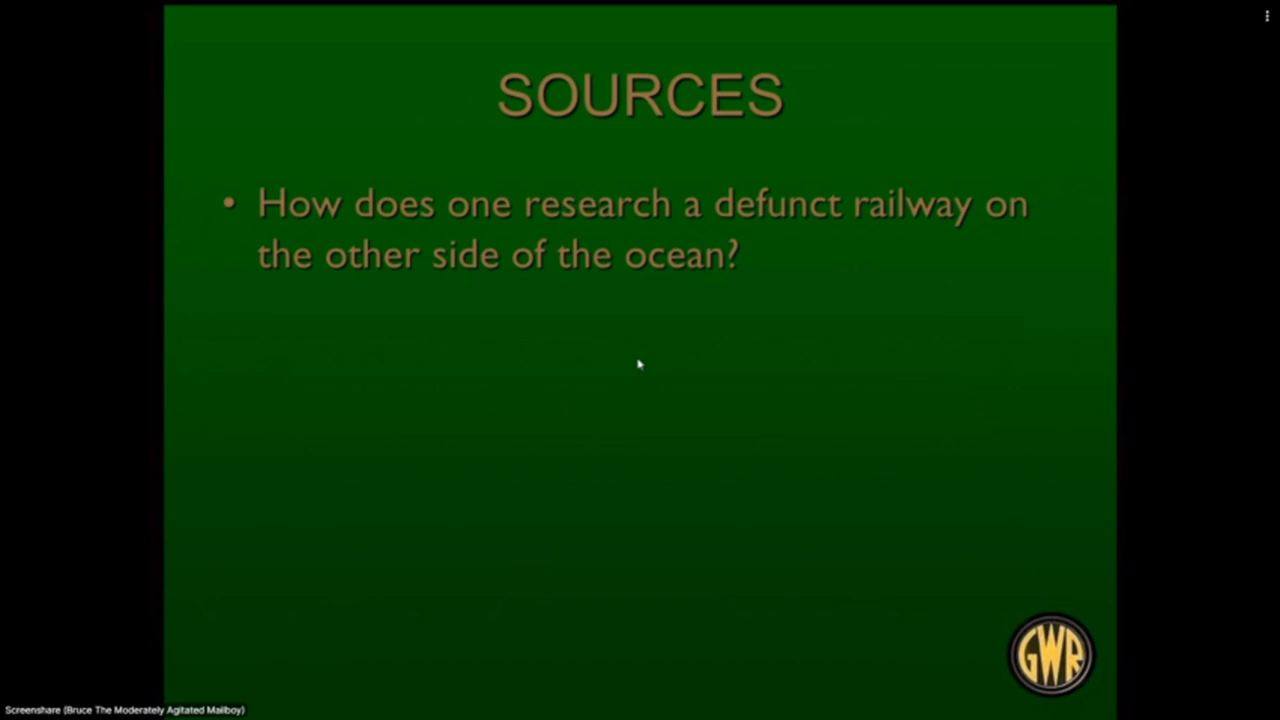 SOURCES
• How does one research a defunct railway on
the other side of the ocean?
GWR
Screenshare (Bruce The Moderately Agitated Mailboy)